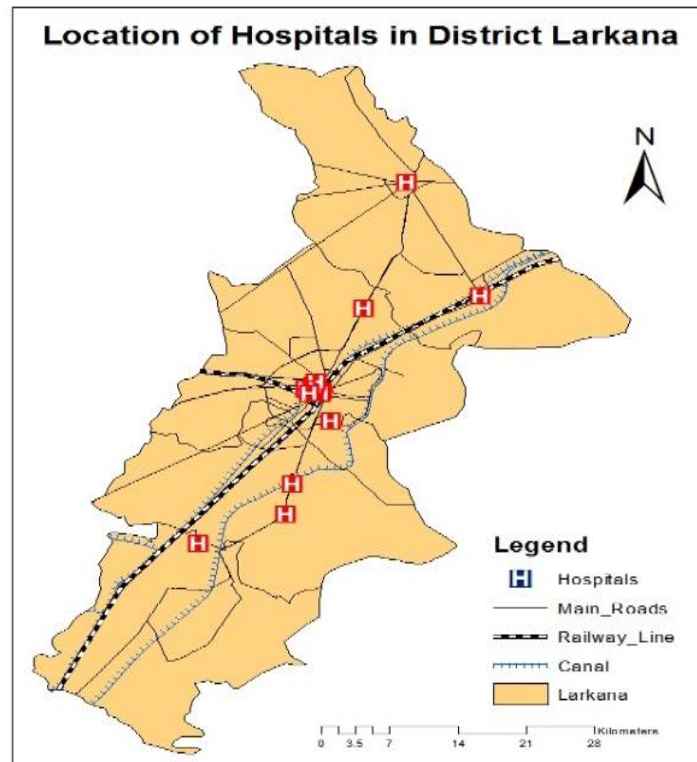 Location of Hospitals in District Larkana
N
H
H
H
H
H
H
H
H
H
H
Legend
H Hospitals
Main_Roads
Railway_Line
Canal
Larkana
Kilometers
0 3.5 7 14 21 28